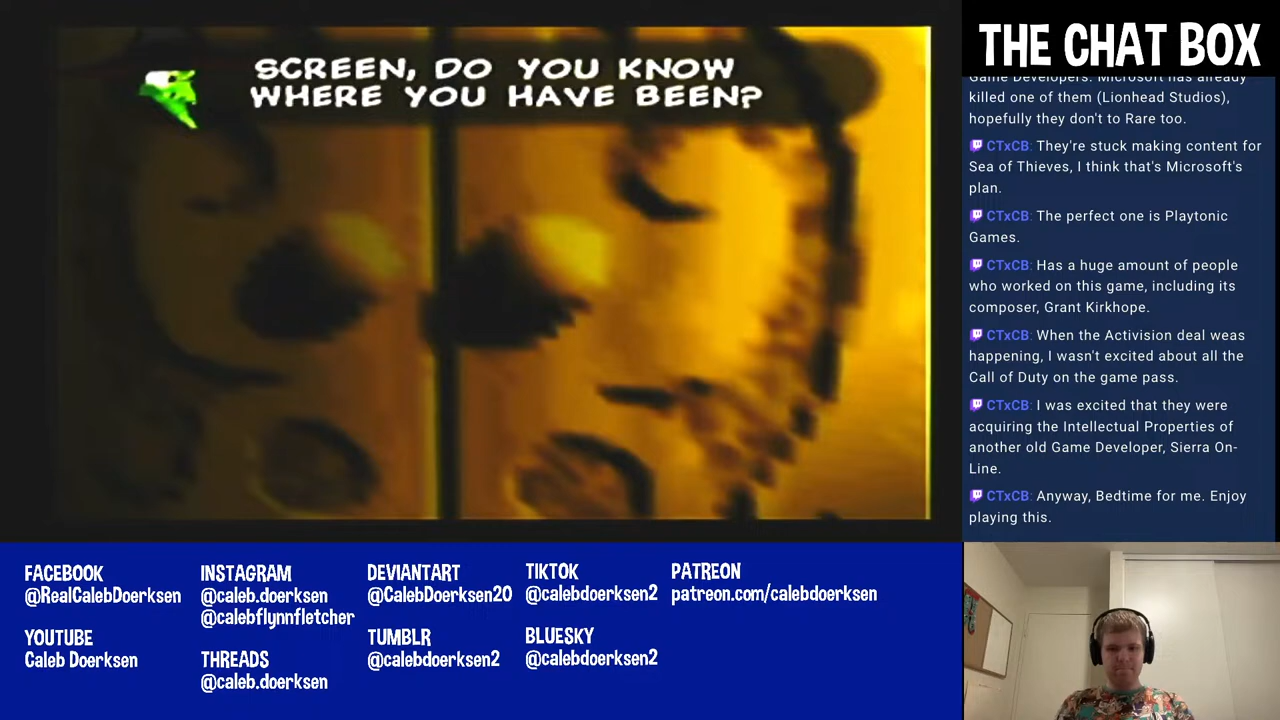 SCREEN, DO YOU KNOW
WHERE YOU HAVE BEEN?
THE CHAT BOX
Game Developers. Microsoft has already
killed one of them (Lionhead Studios),
hopefully they don't to Rare too.
CTxCB: They're stuck making content for
Sea of Thieves, I think that's Microsoft's
plan.
CTxCB: The perfect one is Playtonic
Games.
CTxCB: Has a huge amount of people
who worked on this game, including its
composer, Grant Kirkhope.
CTxCB: When the Activision deal weas
happening, I wasn't excited about all the
Call of Duty on the game pass.
CTxCB: I was excited that they were
acquiring the Intellectual Properties of
another old Game Developer, Sierra On-
Line.
CTxCB: Anyway, Bedtime for me. Enjoy
playing this.
FACEBOOK
@RealCalebDoerksen
YOUTUBE
Caleb Doerksen
INSTAGRAM
@caleb.doerksen
@calebflynnfletcher
THREADS
@caleb.doerksen
DEVIANTART
@CalebDoerksen20
TUMBLR
@calebdoerksen2
TIKTOK
@calebdoerksen2
BLUESKY
@calebdoerksen2
PATREON
patreon.com/calebdoerksen